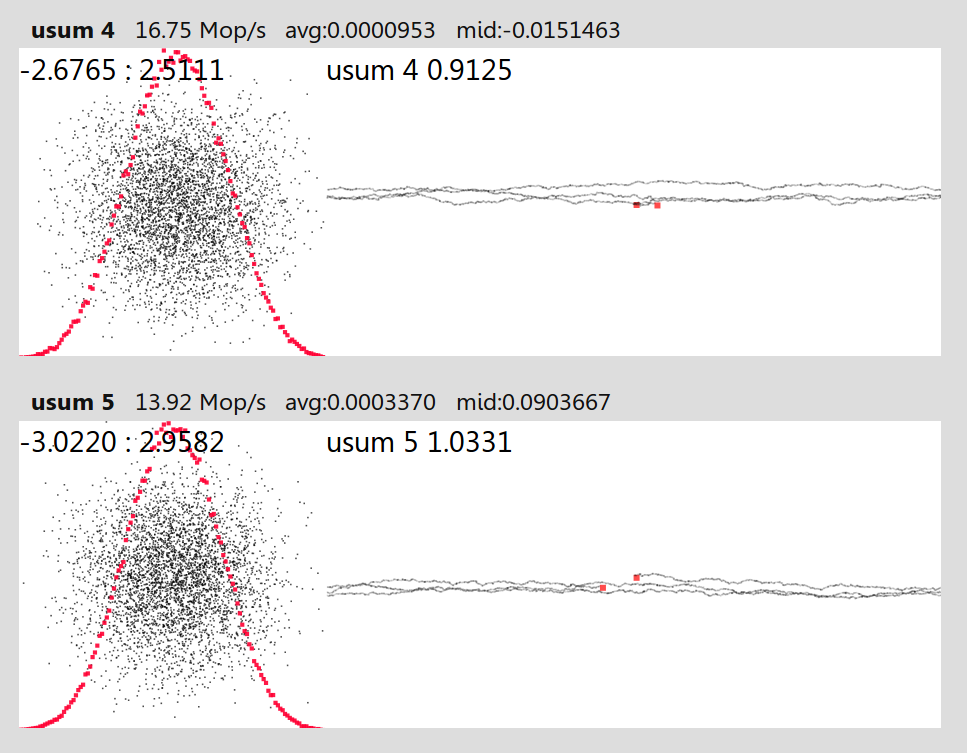 usum 4 16.75 Mop/s avg:0.0000953 mid:-0.0151463
-2.6765 : 2.5111 usum 4 0.9125
usum 5 13.92 Mop/s avg:0.0003370 mid:0.0903667
-3.0220 : 2.9582 usum 5 1.0331